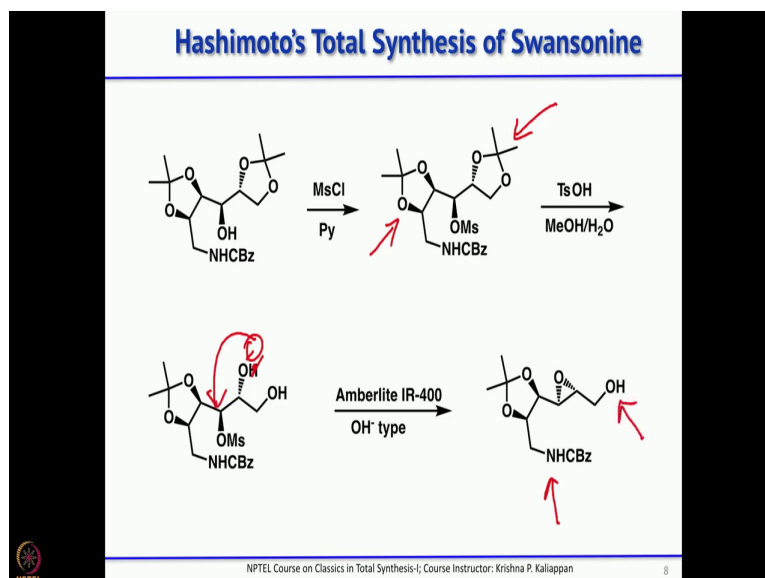 Hashimoto's Total Synthesis of Swansonine
O
O
O
O
OH
NHCBz
MsCl
Py
O
O
O
O
OMs
NHCBz
TsOH
MeOH/H₂O
O
O
OH
OH
OMs
NHCBz
Amberlite IR-400
OH⁻ type
O
O
O
OH
NHCBz
NPTEL Course on Classics in Total Synthesis-I; Course Instructor: Krishna P. Kaliappan
8